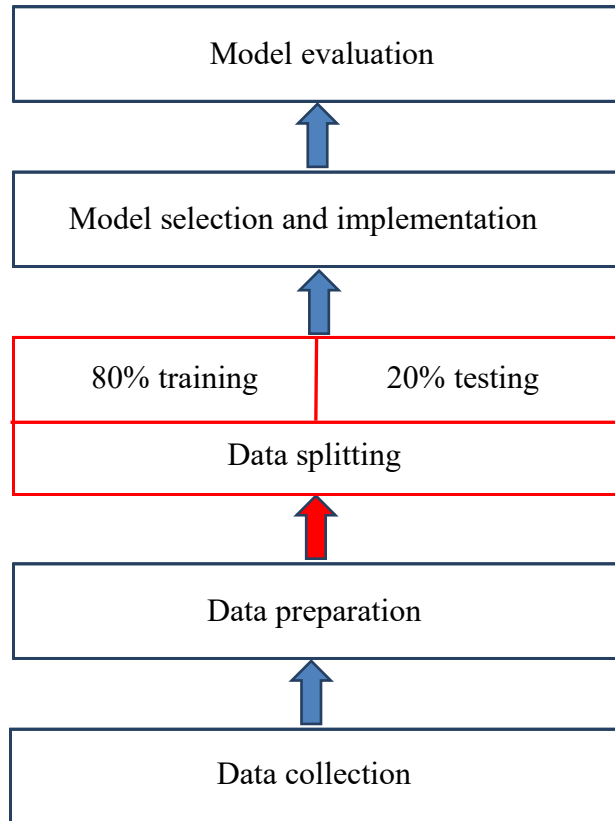 Model evaluation
Model selection and implementation
80% training
20% testing
Data splitting
Data preparation
Data collection